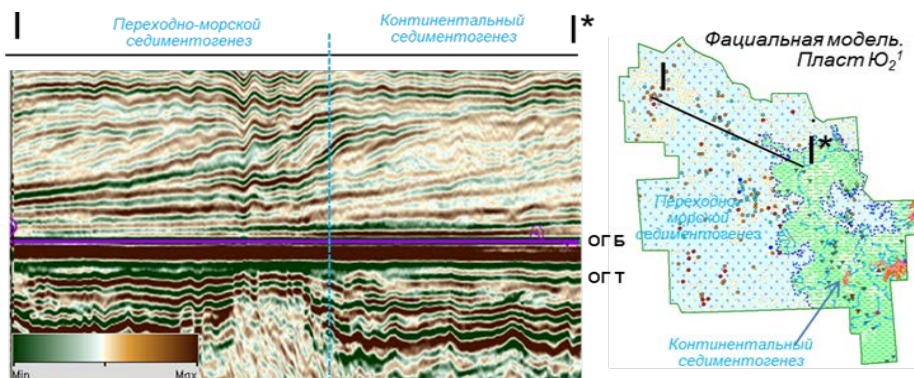 I
Переходно-морской
седиментогенез
Континентальный
седиментогенез
I*
Min
Max
ОГ Б
ОГ Т
Фациальная модель.
Пласт Ю₂¹
I
I*
Переходно-
морской
седиментогенез
Континентальный
седиментогенез